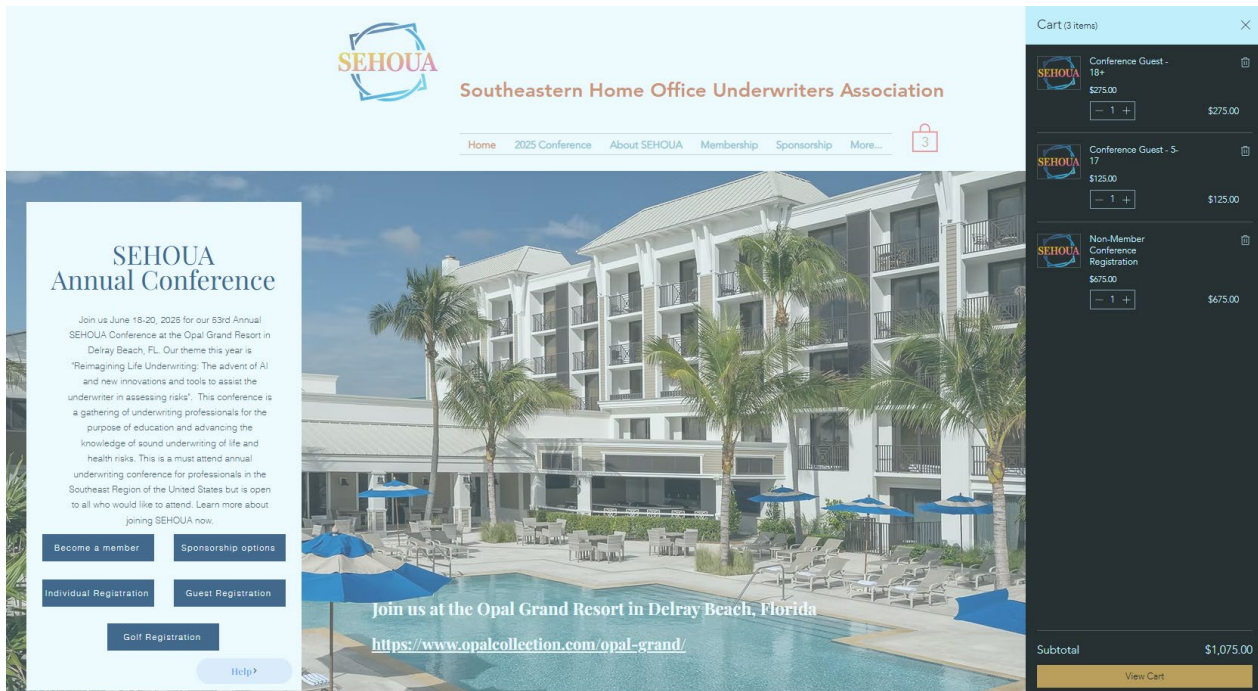 SEHOUA
Southeastern Home Office Underwriters Association
Home 2025 Conference About SEHOUA Membership Sponsorship More...
3
SEHOUA
Annual Conference
Join us June 18-20, 2025 for our 53rd Annual
SEHOUA Conference at the Opal Grand Resort in
Delray Beach, FL. Our theme this year is
"Reimagining Life Underwriting: The advent of AI
and new innovations and tools to assist the
underwriter in assessing risks". This conference is
a gathering of underwriting professionals for the
purpose of education and advancing the
knowledge of sound underwriting of life and
health risks. This is a must attend annual
underwriting conference for professionals in the
Southeast Region of the United States but is open
to all who would like to attend. Learn more about
joining SEHOUA now.
Become a member
Sponsorship options
Individual Registration
Guest Registration
Golf Registration
Help>
Join us at the Opal Grand Resort in Delray Beach, Florida
https://www.opalcollection.com/opal-grand/
Cart (3 items)
SEHOUA
Conference Guest -
18+
$275.00
1
$275.00
SEHOUA
Conference Guest - 5-
17
$125.00
1
$125.00
SEHOUA
Non-Member
Conference
Registration
$675.00
1
$675.00
Subtotal $1,075.00
View Cart